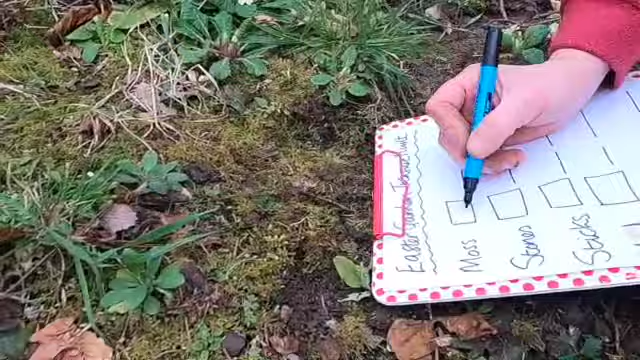 Easter Garden Treasure Hunt
Moss
Stones
Sticks